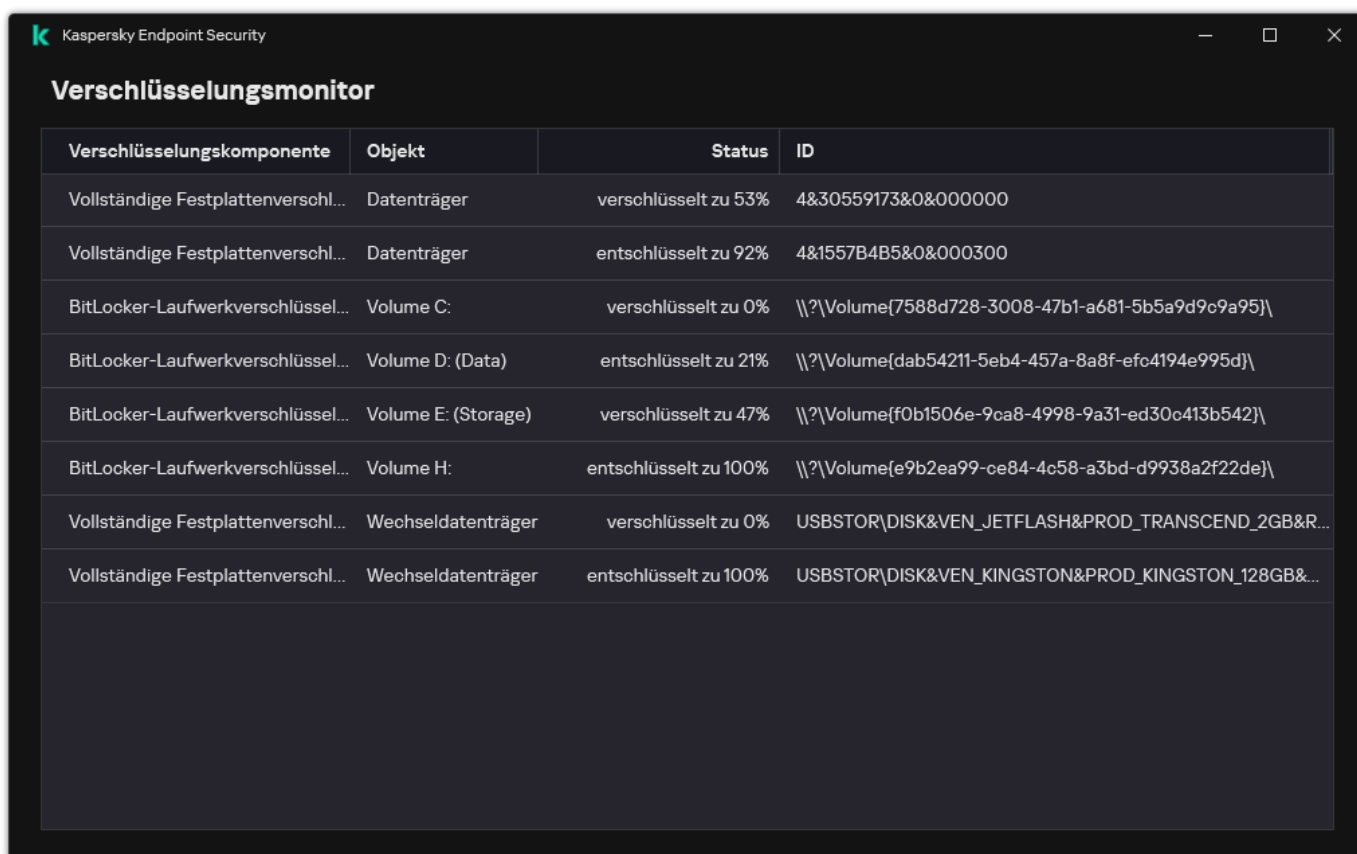 Kaspersky Endpoint Security
Verschlüsselungsmonitor
Verschlüsselungskomponente Objekt Status ID
Vollständige Festplattenverschl... Datenträger verschlüsselt zu 53% 4&30559173&0&000000
Vollständige Festplattenverschl... Datenträger entschlüsselt zu 92% 4&1557B4B5&0&000300
BitLocker-Laufwerkverschlüssel... Volume C: verschlüsselt zu 0% \\?\Volume{7588d728-3008-47b1-a681-5b5a9d9c9a95}\
BitLocker-Laufwerkverschlüssel... Volume D: (Data) entschlüsselt zu 21% \\?\Volume{dab54211-5eb4-457a-8a8f-efc4194e995d}\
BitLocker-Laufwerkverschlüssel... Volume E: (Storage) verschlüsselt zu 47% \\?\Volume{f0b1506e-9ca8-4998-9a31-ed30c413b542}\
BitLocker-Laufwerkverschlüssel... Volume H: entschlüsselt zu 100% \\?\Volume{e9b2ea99-ce84-4c58-a3bd-d9938a2f22de}\
Vollständige Festplattenverschl... Wechseldatenträger verschlüsselt zu 0% USBSTOR\DISK&VEN_JETFLASH&PROD_TRANSCEND_2GB&R...
Vollständige Festplattenverschl... Wechseldatenträger entschlüsselt zu 100% USBSTOR\DISK&VEN_KINGSTON&PROD_KINGSTON_128GB&...